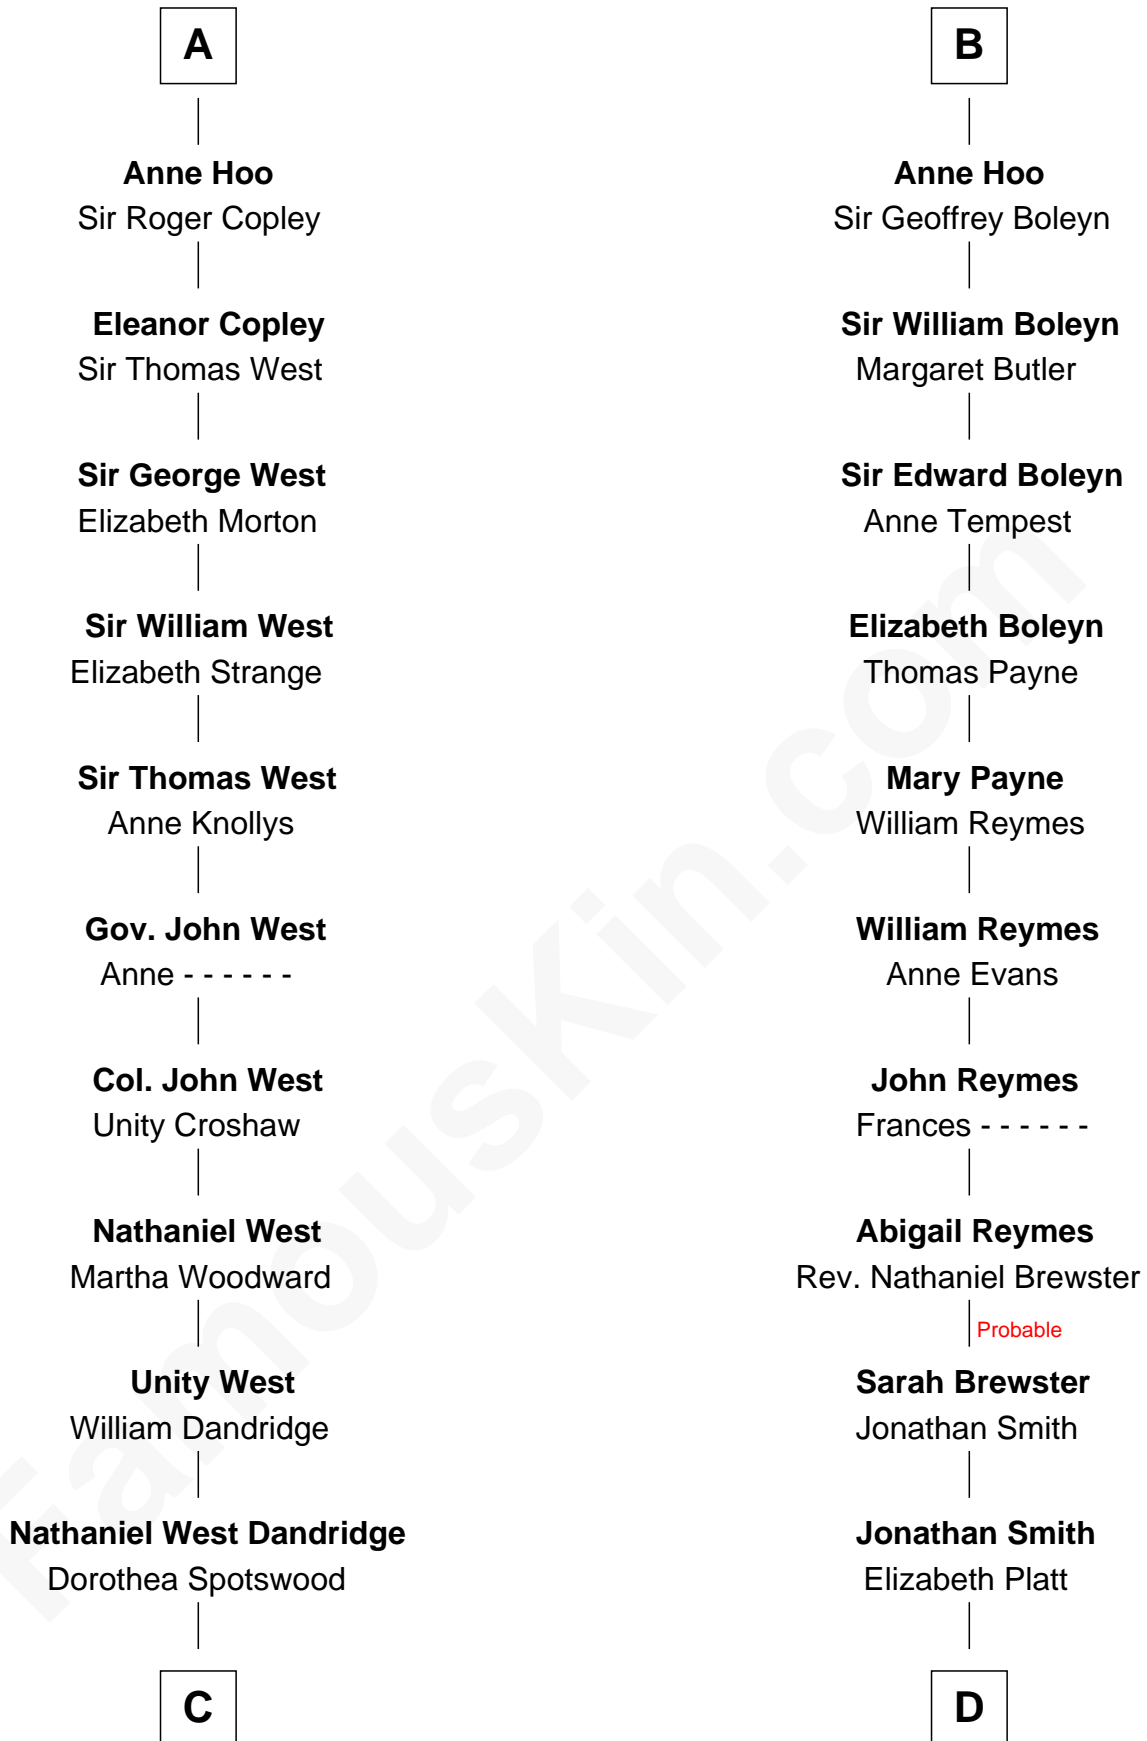 A
Anne Hoo
Sir Roger Copley
Eleanor Copley
Sir Thomas West
Sir George West
Elizabeth Morton
Sir William West
Elizabeth Strange
Sir Thomas West
Anne Knollys
Gov. John West
Anne - - - - - -
Col. John West
Unity Croshaw
Nathaniel West
Martha Woodward
Unity West
William Dandridge
Nathaniel West Dandridge
Dorothea Spotswood
C
B
Anne Hoo
Sir Geoffrey Boleyn
Sir William Boleyn
Margaret Butler
Sir Edward Boleyn
Anne Tempest
Elizabeth Boleyn
Thomas Payne
Mary Payne
William Reymes
William Reymes
Anne Evans
John Reymes
Frances - - - - - -
Abigail Reymes
Rev. Nathaniel Brewster
Probable
Sarah Brewster
Jonathan Smith
Jonathan Smith
Elizabeth Platt
D
FamousKin.com